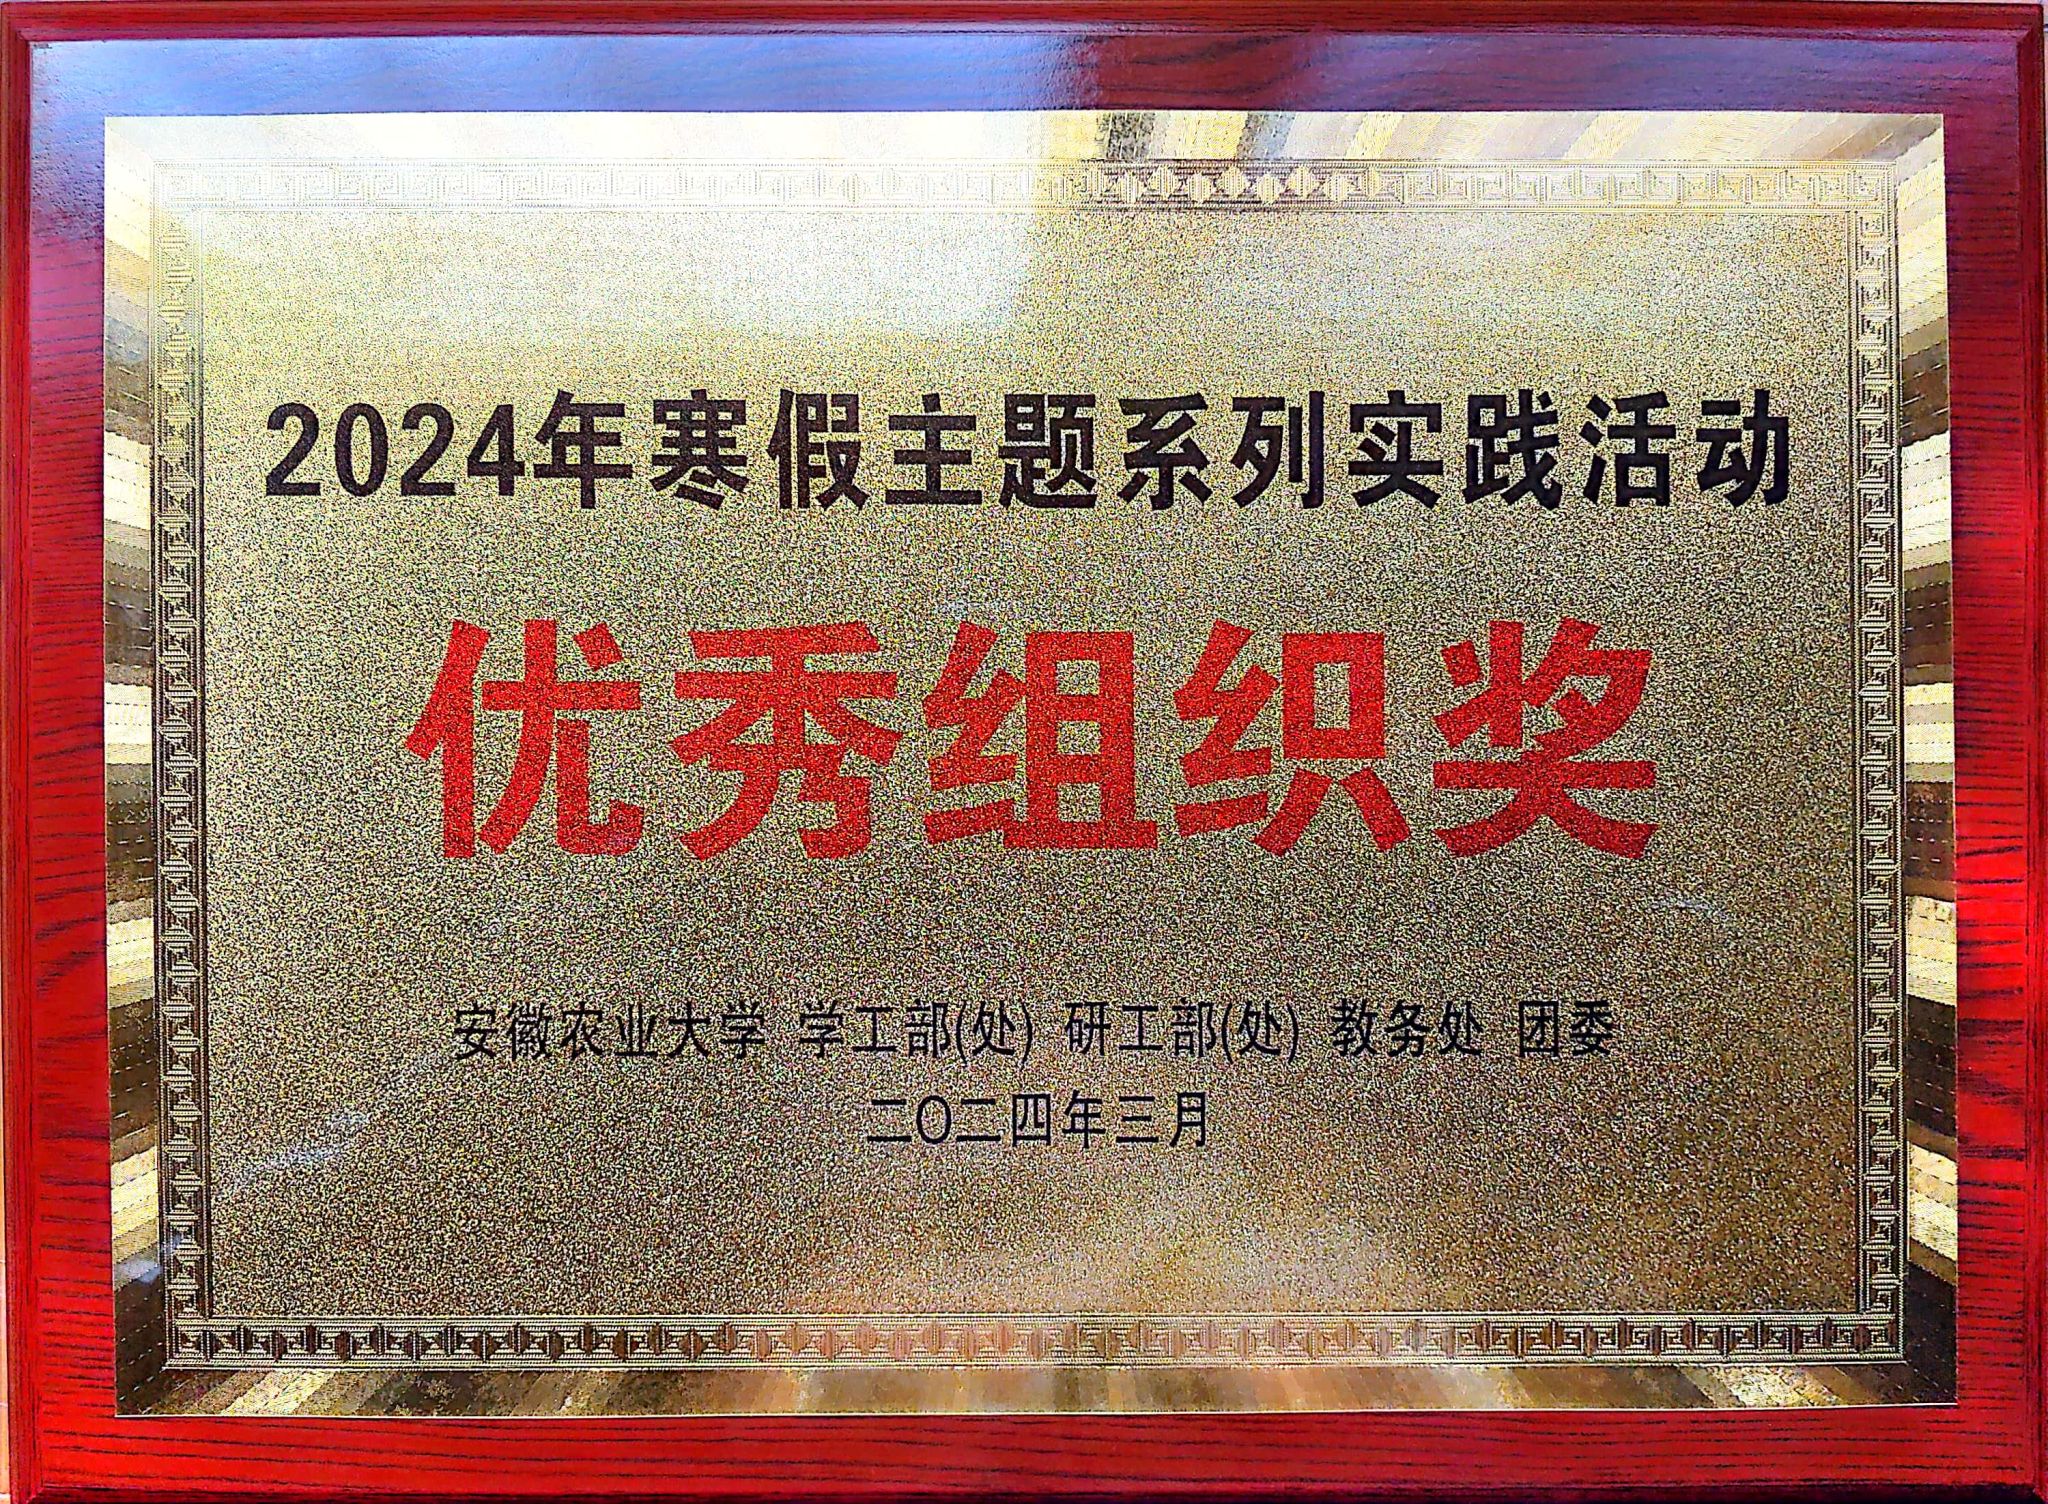 2024年寒假主题系列实践活动
优秀组织奖
安徽农业大学 学工部(处) 研工部(处) 教务处 团委
二〇二四年三月